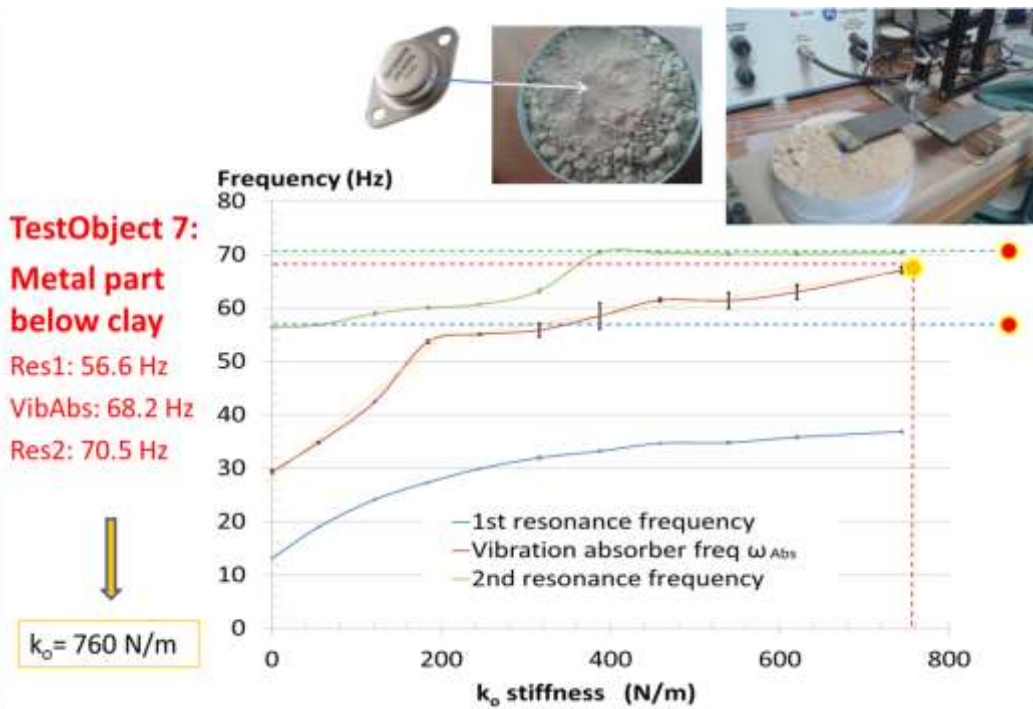 Frequency (Hz)
80
70
60
50
40
30
20
10
0
0
200
400
600
800
kₒ stiffness (N/m)
TestObject 7:
Metal part
below clay
Res1: 56.6 Hz
VibAbs: 68.2 Hz
Res2: 70.5 Hz
kₒ= 760 N/m
1st resonance frequency
Vibration absorber freq ω Abs
2nd resonance frequency